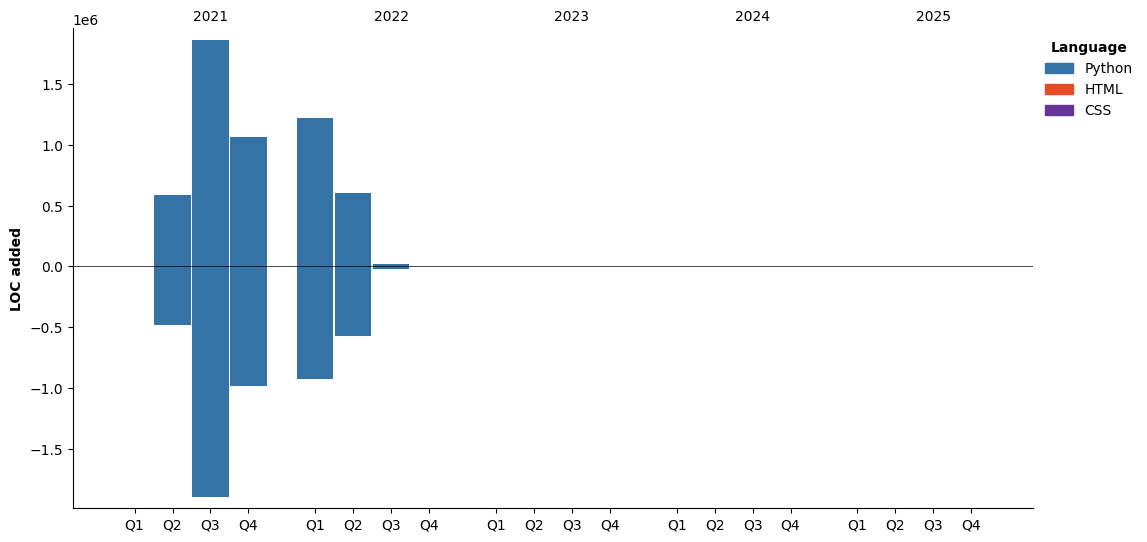 1e6
2021 2022 2023 2024 2025
Language
Python
HTML
CSS
LOC added
1.5
1.0
0.5
0.0
−0.5
−1.0
−1.5
Q1 Q2 Q3 Q4 Q1 Q2 Q3 Q4 Q1 Q2 Q3 Q4 Q1 Q2 Q3 Q4 Q1 Q2 Q3 Q4